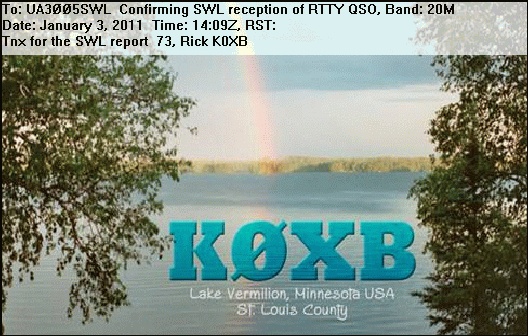 To: UA3ØØ5SWL Confirming SWL reception of RTTY QSO, Band: 20M
Date: January 3, 2011 Time: 14:09Z, RST:
Tnx for the SWL report 73, Rick KØXB
KØXB
Lake Vermilion, Minnesota USA
St. Louis County